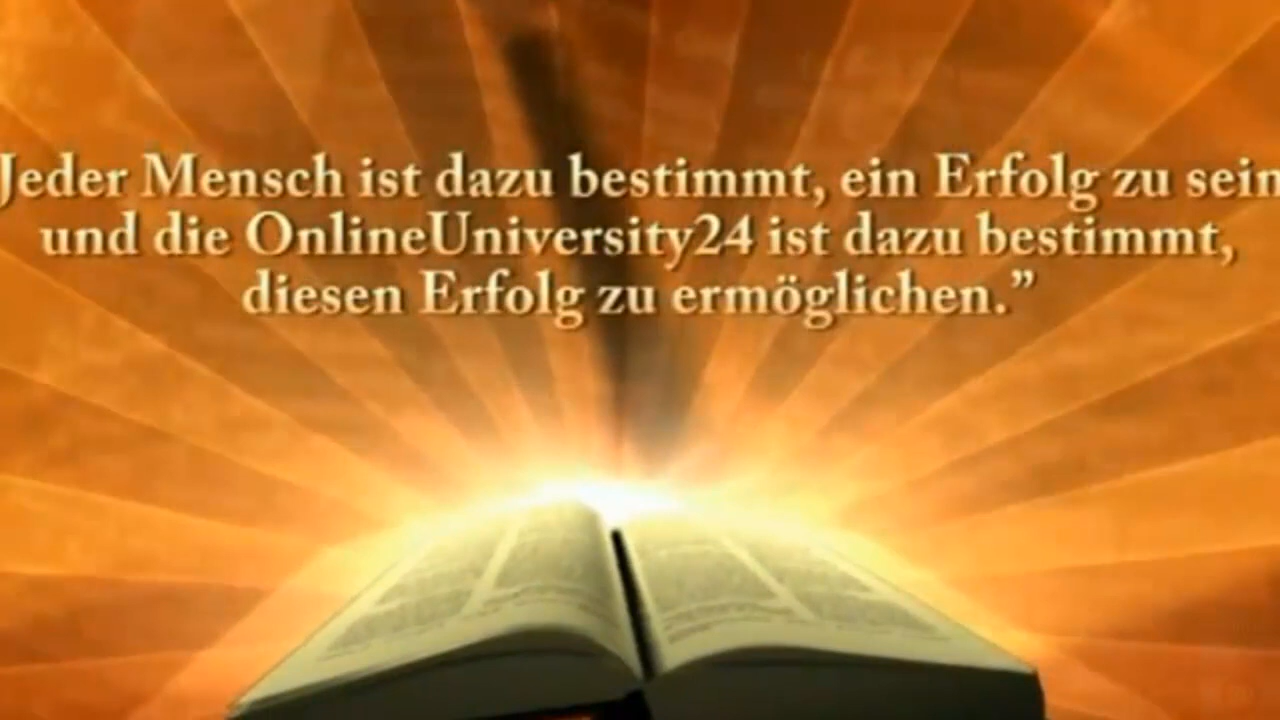 Jeder Mensch ist dazu bestimmt, ein Erfolg zu sein
und die OnlineUniversity24 ist dazu bestimmt,
diesen Erfolg zu ermöglichen.”